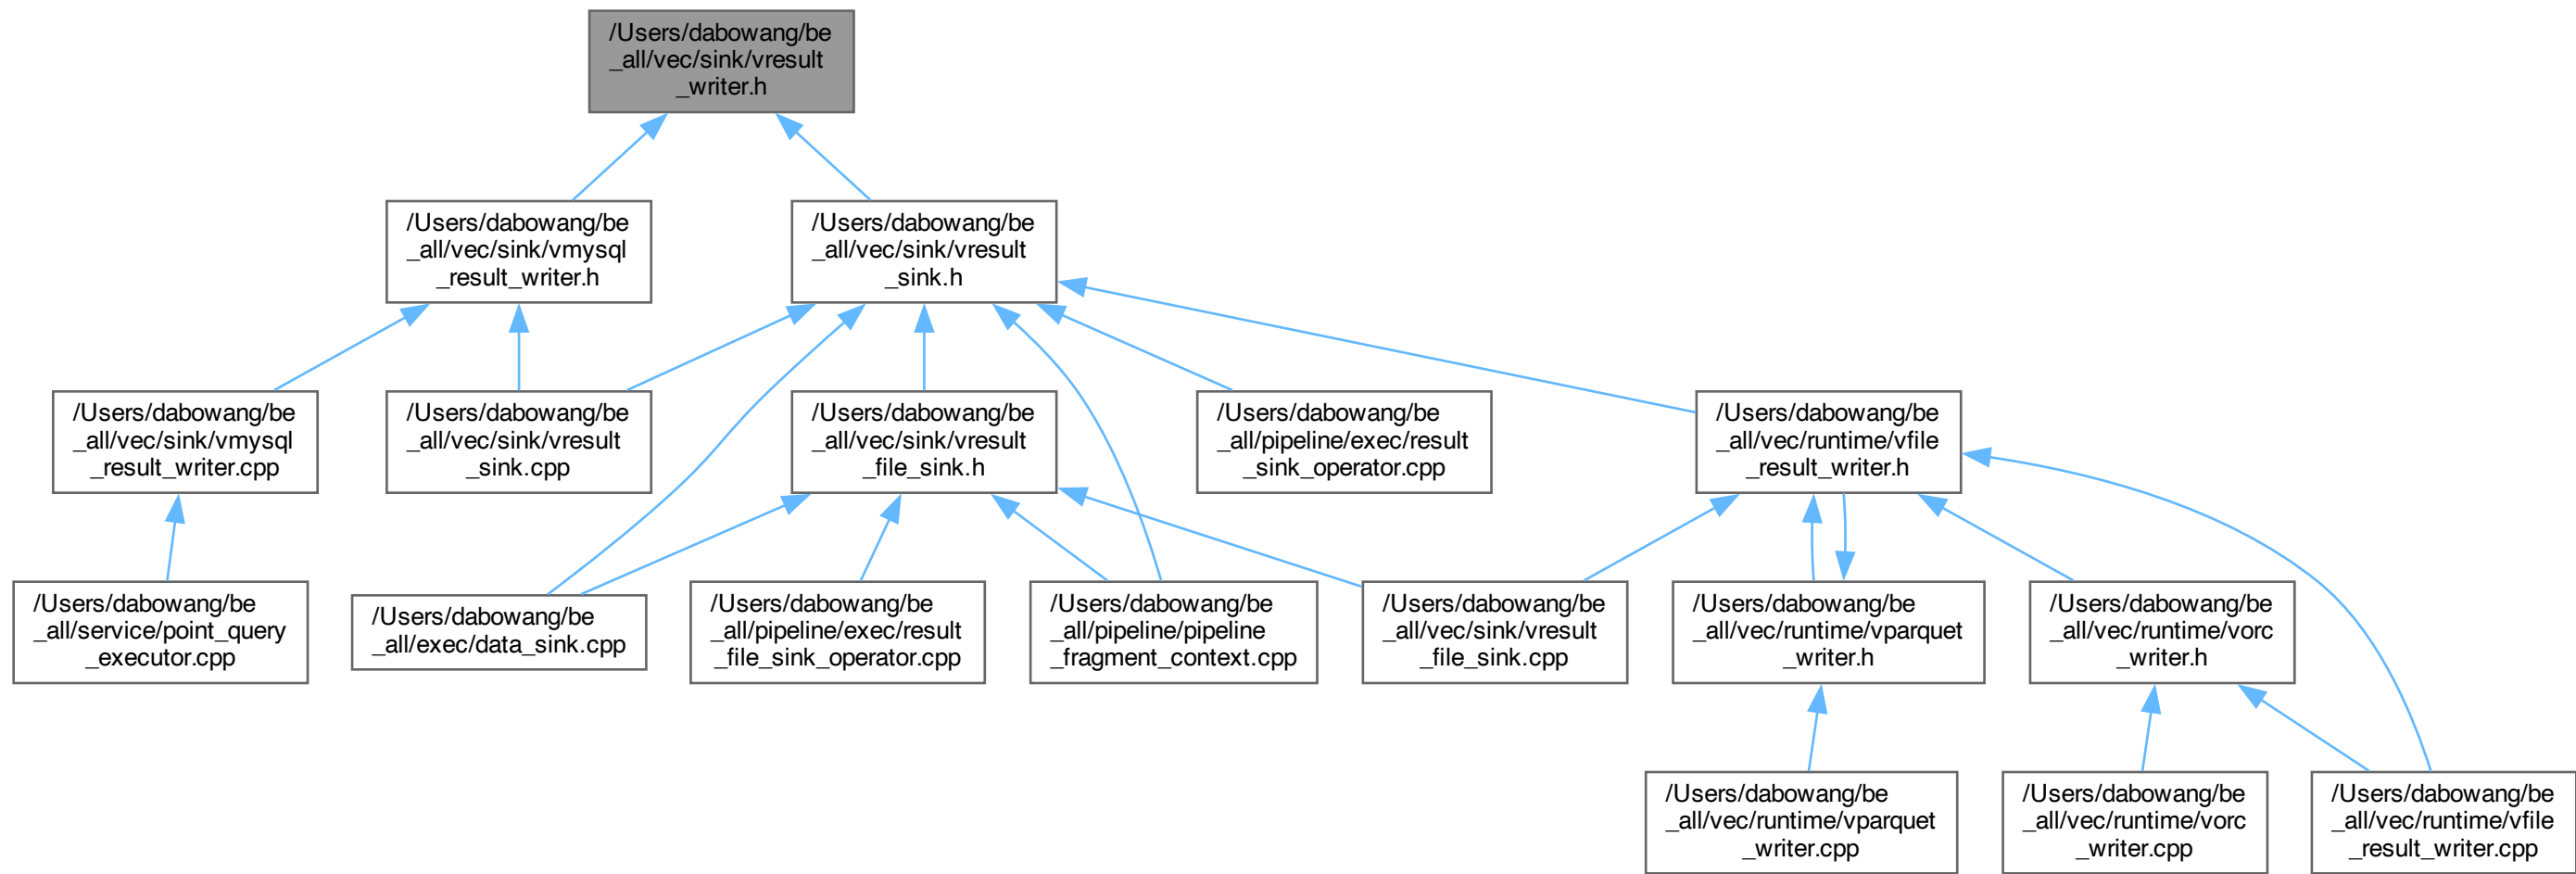 /Users/dabowang/be
_all/vec/sink/vresult
_writer.h
/Users/dabowang/be
_all/vec/sink/vmysql
_result_writer.h
/Users/dabowang/be
_all/vec/sink/vresult
_sink.h
/Users/dabowang/be
_all/vec/sink/vmysql
_result_writer.cpp
/Users/dabowang/be
_all/vec/sink/vresult
_sink.cpp
/Users/dabowang/be
_all/vec/sink/vresult
_file_sink.h
/Users/dabowang/be
_all/pipeline/exec/result
_sink_operator.cpp
/Users/dabowang/be
_all/vec/runtime/vfile
_result_writer.h
/Users/dabowang/be
_all/service/point_query
_executor.cpp
/Users/dabowang/be
_all/exec/data_sink.cpp
/Users/dabowang/be
_all/pipeline/exec/result
_file_sink_operator.cpp
/Users/dabowang/be
_all/pipeline/pipeline
_fragment_context.cpp
/Users/dabowang/be
_all/vec/sink/vresult
_file_sink.cpp
/Users/dabowang/be
_all/vec/runtime/vparquet
_writer.h
/Users/dabowang/be
_all/vec/runtime/vorc
_writer.h
/Users/dabowang/be
_all/vec/runtime/vparquet
_writer.cpp
/Users/dabowang/be
_all/vec/runtime/vorc
_writer.cpp
/Users/dabowang/be
_all/vec/runtime/vfile
_result_writer.cpp